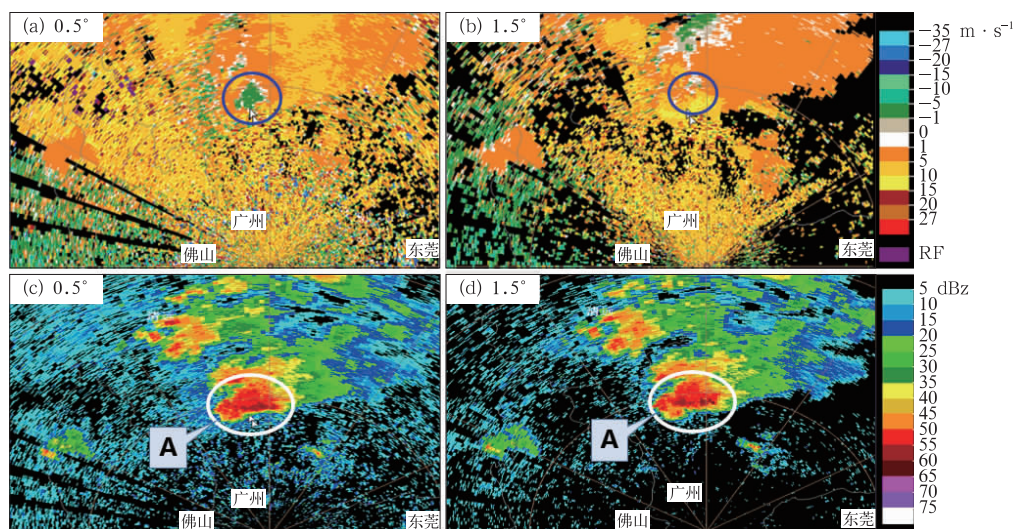 (a) 0.5°
广州
佛山
东莞
(b) 1.5°
广州
佛山
东莞
−35 m · s⁻¹
−27
−20
−15
−10
−5
−1
0
1
5
10
15
20
27
RF
(c) 0.5°
A
广州
佛山
东莞
(d) 1.5°
A
广州
佛山
东莞
5 dBz
10
15
20
25
30
35
40
45
50
55
60
65
70
75